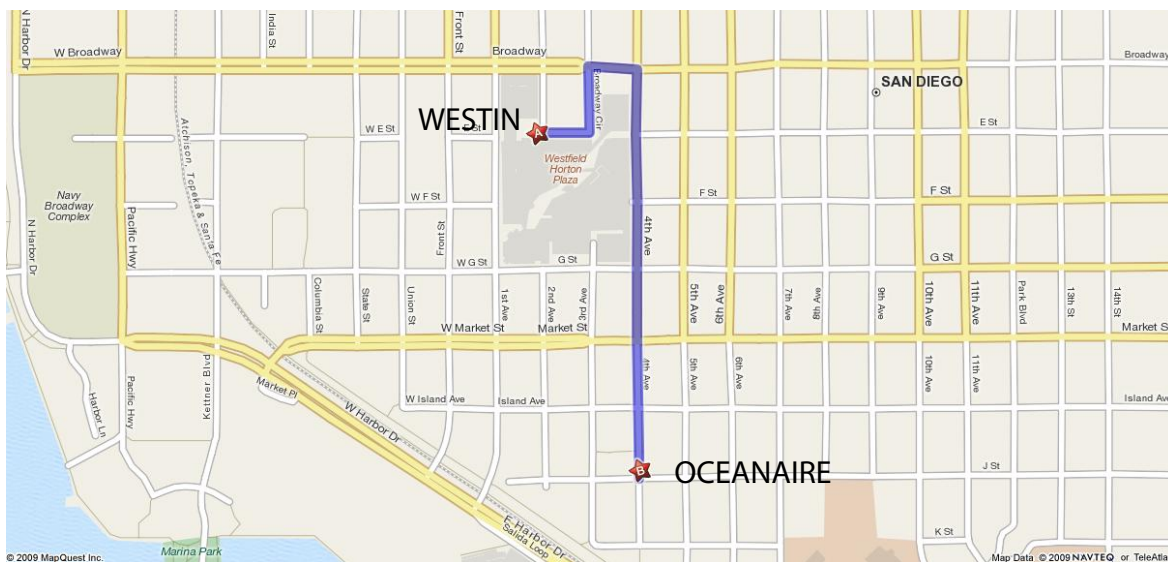 N Harbor Dr
India St
Front St
W Broadway
Broadway
Broadway
Broadway Cir
SAN DIEGO
WESTIN
A
W E St
E St
E St
Atchison, Topeka & Santa Fe
Westfield
Horton
Plaza
Navy
Broadway
Complex
W F St
F St
F St
N Harbor Dr
Pacific Hwy
Front St
4th Ave
W G St
G St
G St
Columbia St
State St
Union St
1st Ave
2nd Ave
3rd Ave
5th Ave
6th Ave
7th Ave
8th Ave
9th Ave
10th Ave
11th Ave
Park Blvd
13th St
14th St
W Market St
Market St
Market St
Pacific Hwy
Kettner Blvd
Market Pl
4th Ave
5th Ave
6th Ave
10th Ave
11th Ave
Harbor Ln
W Harbor Dr
W Island Ave
Island Ave
Island Ave
B
OCEANAIRE
J St
E Harbor Dr
Salida Loop
K St
Marina Park
© 2009 MapQuest Inc.
Map Data © 2009 NAVTEQ or TeleAtlas